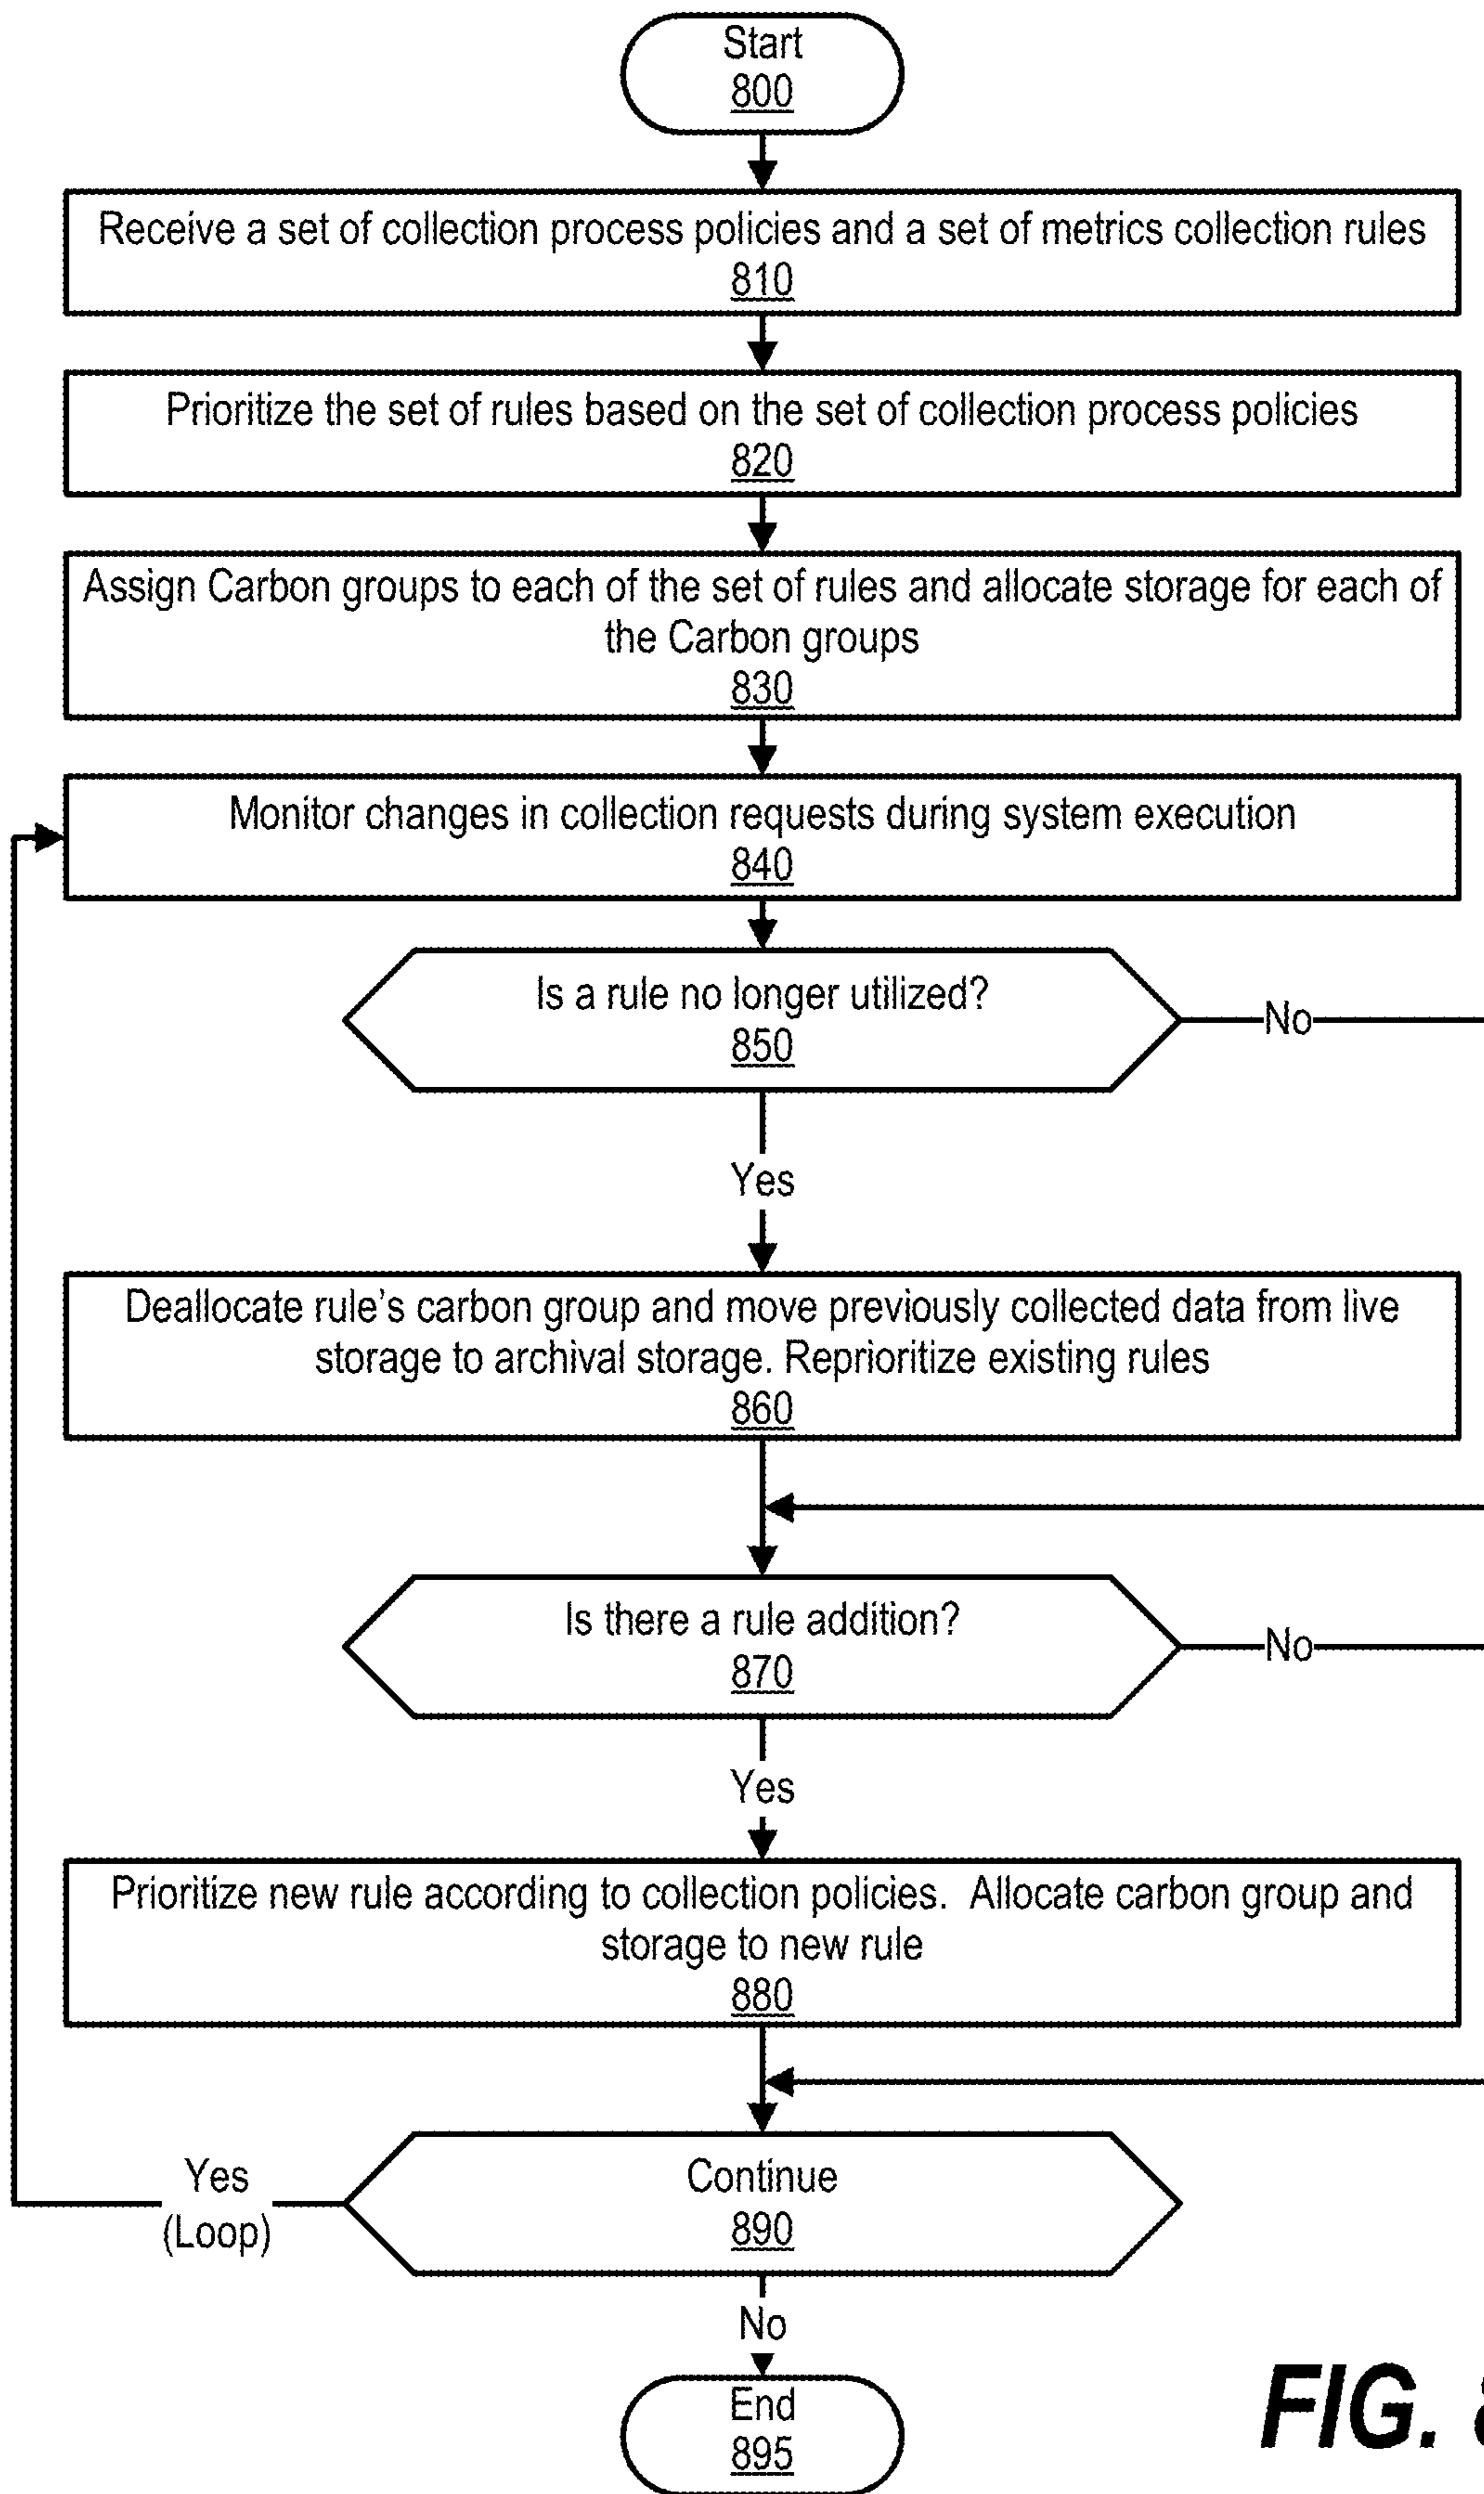 Start
800
Receive a set of collection process policies and a set of metrics collection rules
810
Prioritize the set of rules based on the set of collection process policies
820
Assign Carbon groups to each of the set of rules and allocate storage for each of
the Carbon groups
830
Monitor changes in collection requests during system execution
840
Is a rule no longer utilized?
850
No
Yes
Deallocate rule's carbon group and move previously collected data from live
storage to archival storage. Reprioritize existing rules
860
Is there a rule addition?
870
No
Yes
Prioritize new rule according to collection policies. Allocate carbon group and
storage to new rule
880
Continue
890
Yes
(Loop)
No
End
895
FIG.